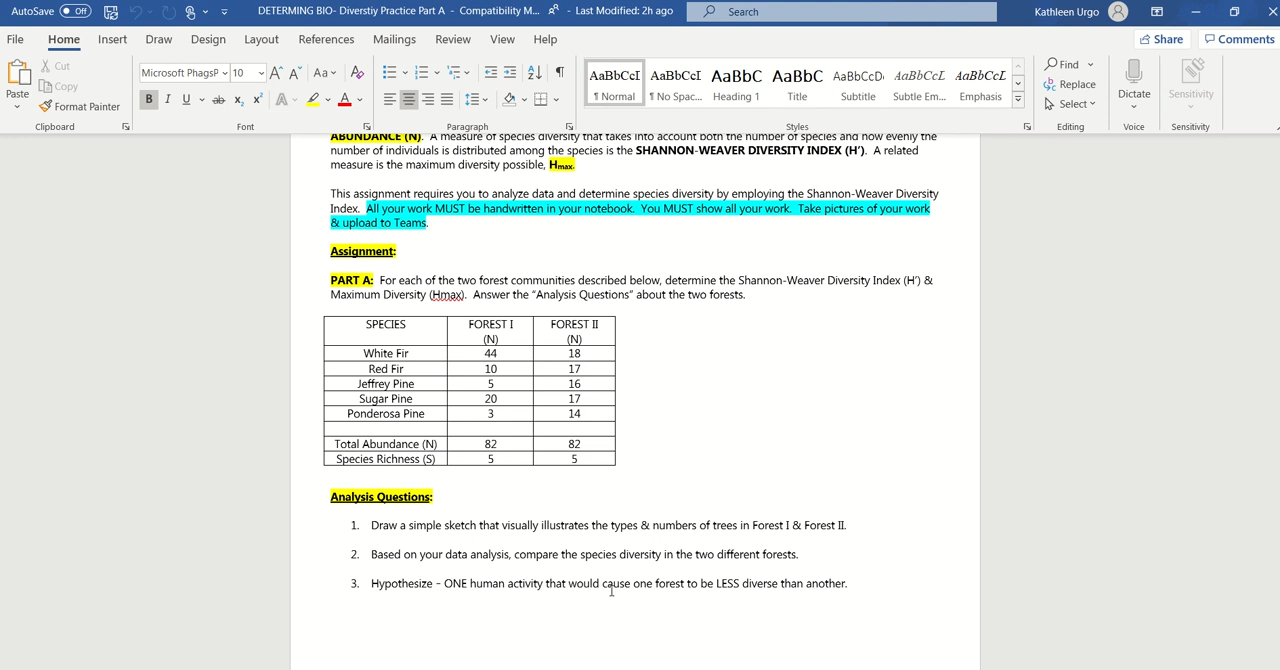 AutoSave Off DETERMING BIO- Diverstiy Practice Part A - Compatibility M... - Last Modified: 2h ago Search Kathleen Urgo
File Home Insert Draw Design Layout References Mailings Review View Help Share Comments
Paste Cut Copy Format Painter
Microsoft PhagsP 10 A A Aa A
B I U ab x₂ x² A A
AaBbCcI AaBbCcI AaBbC AaBbC AaBbCcDc AaBbCcL AaBbCcL
¶ Normal ¶ No Spac... Heading 1 Title Subtitle Subtle Em... Emphasis
Find Replace Select
Dictate Sensitivity
Clipboard Font Paragraph Styles Editing Voice Sensitivity
ABUNDANCE (N). A measure of species diversity that takes into account both the number of species and how evenly the
number of individuals is distributed among the species is the SHANNON-WEAVER DIVERSITY INDEX (H’). A related
measure is the maximum diversity possible, Hmax.
This assignment requires you to analyze data and determine species diversity by employing the Shannon-Weaver Diversity
Index. All your work MUST be handwritten in your notebook. You MUST show all your work. Take pictures of your work
& upload to Teams.
Assignment:
PART A: For each of the two forest communities described below, determine the Shannon-Weaver Diversity Index (H’) &
Maximum Diversity (Hmax). Answer the “Analysis Questions” about the two forests.
SPECIES FOREST I (N) FOREST II (N)
White Fir 44 18
Red Fir 10 17
Jeffrey Pine 5 16
Sugar Pine 20 17
Ponderosa Pine 3 14
Total Abundance (N) 82 82
Species Richness (S) 5 5
Analysis Questions:
1. Draw a simple sketch that visually illustrates the types & numbers of trees in Forest I & Forest II.
2. Based on your data analysis, compare the species diversity in the two different forests.
3. Hypothesize – ONE human activity that would cause one forest to be LESS diverse than another.